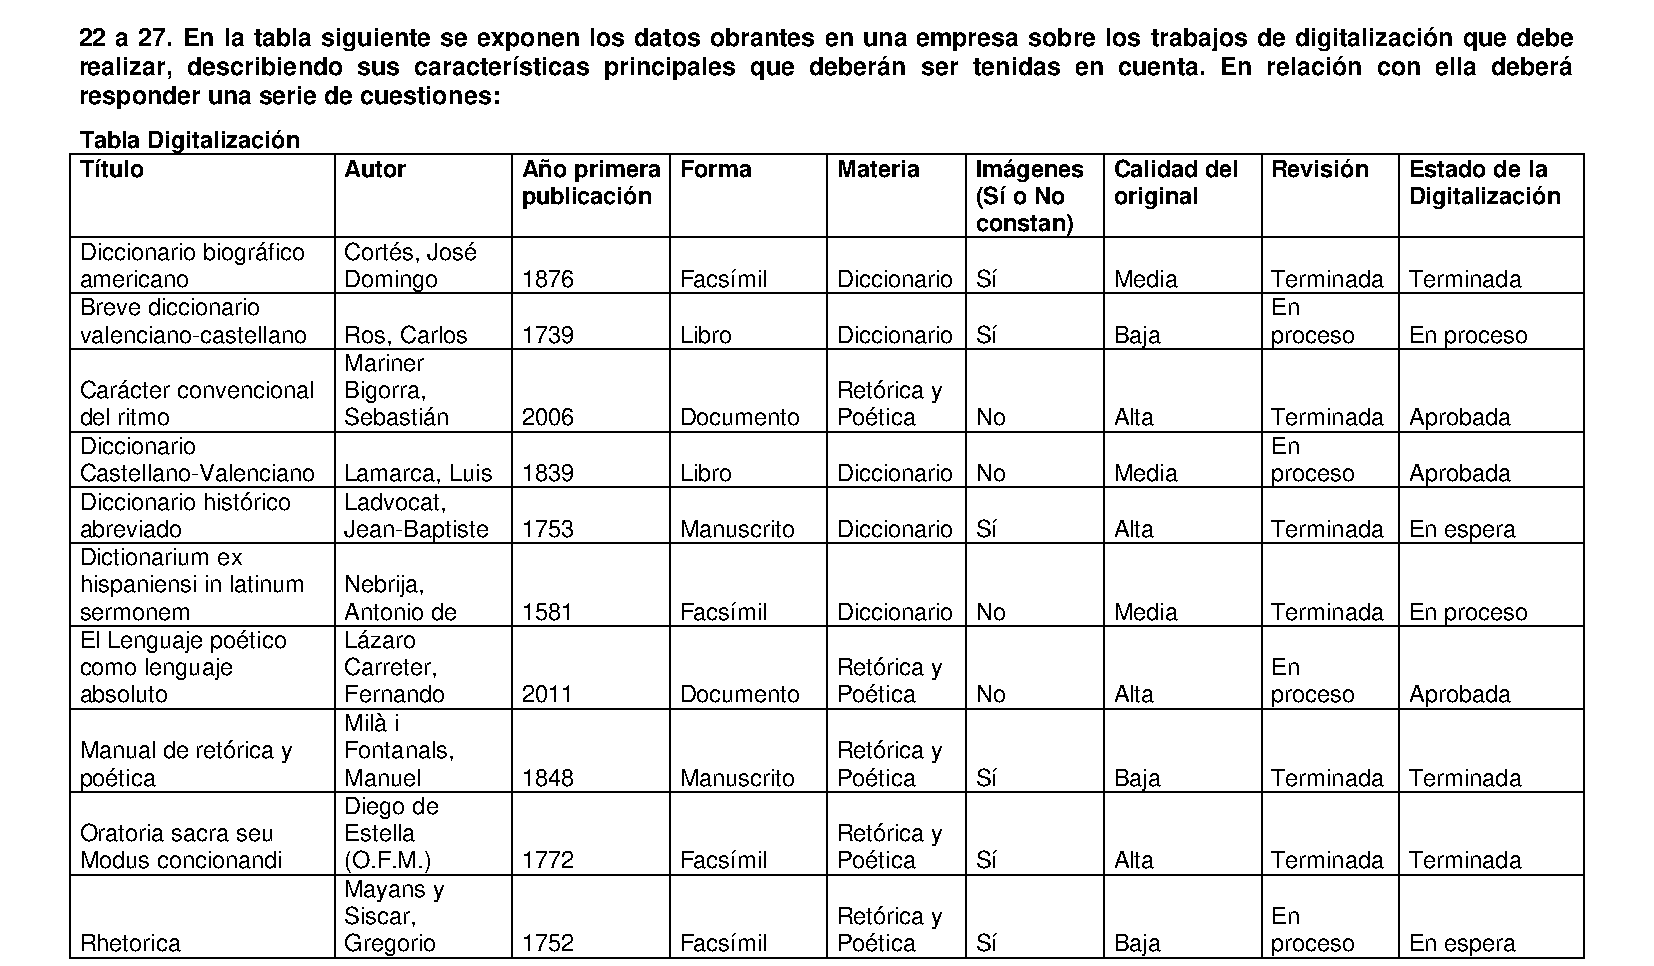 22 a 27. En la tabla siguiente se exponen los datos obrantes en una empresa sobre los trabajos de digitalización que debe
realizar, describiendo sus características principales que deberán ser tenidas en cuenta. En relación con ella deberá
responder una serie de cuestiones:
Tabla Digitalización
Título Autor Año primera publicación Forma Materia Imágenes (Sí o No constan) Calidad del original Revisión Estado de la Digitalización
Diccionario biográfico americano Cortés, José Domingo 1876 Facsímil Diccionario Sí Media Terminada Terminada
Breve diccionario valenciano-castellano Ros, Carlos 1739 Libro Diccionario Sí Baja En proceso En proceso
Carácter convencional del ritmo Mariner Bigorra, Sebastián 2006 Documento Retórica y Poética No Alta Terminada Aprobada
Diccionario Castellano-Valenciano Lamarca, Luis 1839 Libro Diccionario No Media En proceso Aprobada
Diccionario histórico abreviado Ladvocat, Jean-Baptiste 1753 Manuscrito Diccionario Sí Alta Terminada En espera
Dictionarium ex hispaniensi in latinum sermonem Nebrija, Antonio de 1581 Facsímil Diccionario No Media Terminada En proceso
El Lenguaje poético como lenguaje absoluto Lázaro Carreter, Fernando 2011 Documento Retórica y Poética No Alta En proceso Aprobada
Manual de retórica y poética Milà i Fontanals, Manuel 1848 Manuscrito Retórica y Poética Sí Baja Terminada Terminada
Oratoria sacra seu Modus concionandi Diego de Estella (O.F.M.) 1772 Facsímil Retórica y Poética Sí Alta Terminada Terminada
Rhetorica Mayans y Siscar, Gregorio 1752 Facsímil Retórica y Poética Sí Baja En proceso En espera